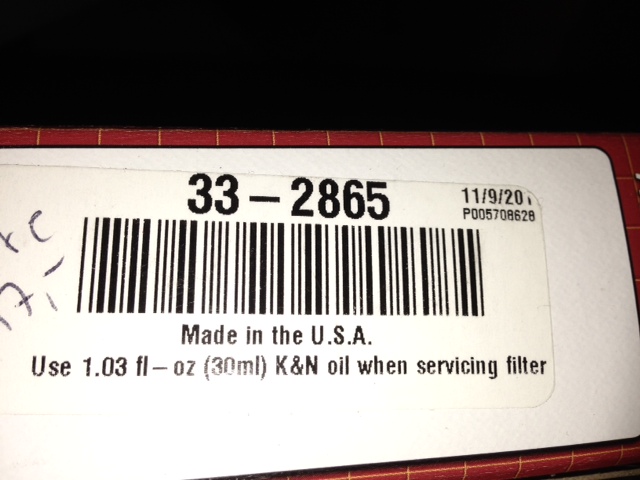 33-2865
11/9/201
P005708628
Made in the U.S.A.
Use 1.03 fl-oz (30ml) K&N oil when servicing filter